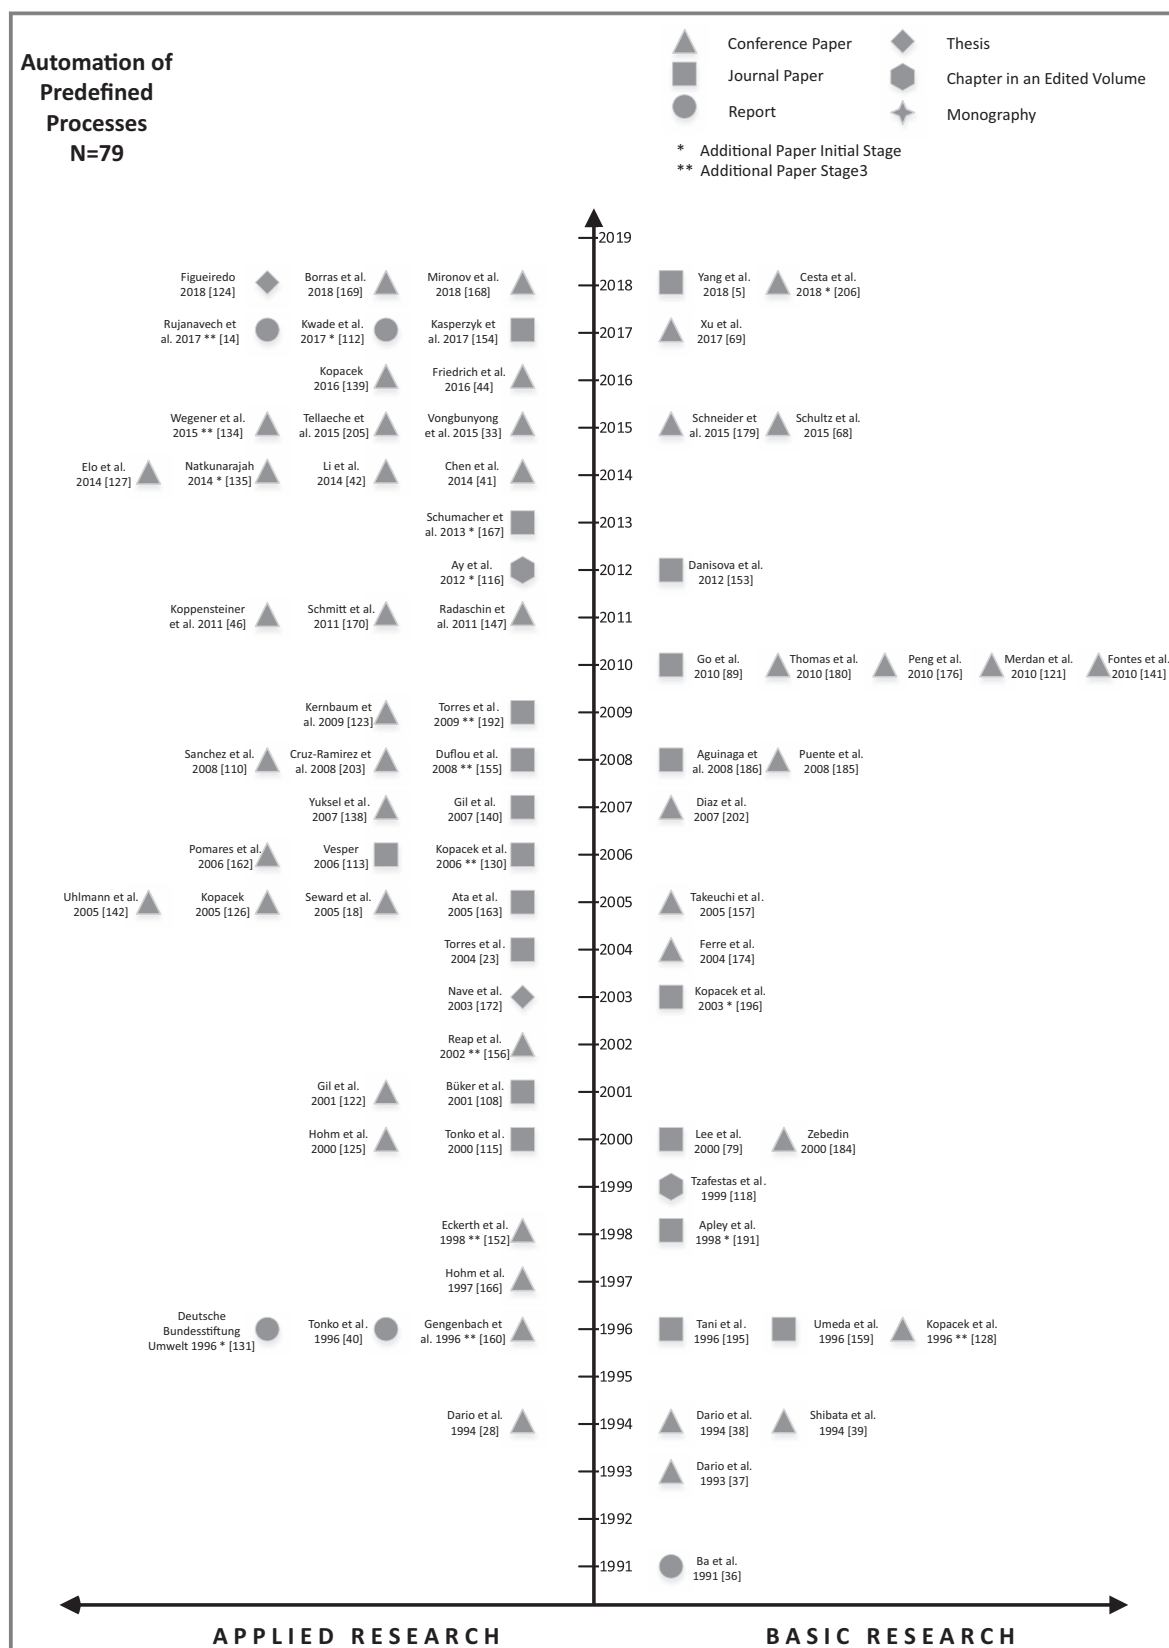 Automation of
Predefined
Processes
N=79
Conference Paper
Journal Paper
Report
Thesis
Chapter in an Edited Volume
Monography
* Additional Paper Initial Stage
** Additional Paper Stage3
2019
Figueiredo
2018 [124]
Borras et al.
2018 [169]
Mironov et al.
2018 [168]
2018
Yang et al.
2018 [5]
Cesta et al.
2018 * [206]
Rujanavech et
al. 2017 ** [14]
Kwade et al.
2017 * [112]
Kasperzyk et
al. 2017 [154]
2017
Xu et al.
2017 [69]
Kopacek
2016 [139]
Friedrich et al.
2016 [44]
2016
Wegener et al.
2015 ** [134]
Tellaeche et
al. 2015 [205]
Vongbunyong
et al. 2015 [33]
2015
Schneider et
al. 2015 [179]
Schultz et al.
2015 [68]
Elo et al.
2014 [127]
Natkunarajah
2014 * [135]
Li et al.
2014 [42]
Chen et al.
2014 [41]
2014
Schumacher et
al. 2013 * [167]
2013
Ay et al.
2012 * [116]
2012
Danisova et al.
2012 [153]
Koppensteiner
et al. 2011 [46]
Schmitt et al.
2011 [170]
Radaschin et
al. 2011 [147]
2011
2010
Go et al.
2010 [89]
Thomas et al.
2010 [180]
Peng et al.
2010 [176]
Merdan et al.
2010 [121]
Fontes et al.
2010 [141]
Kernbaum et
al. 2009 [123]
Torres et al.
2009 ** [192]
2009
Sanchez et al.
2008 [110]
Cruz-Ramirez et
al. 2008 [203]
Duflou et al.
2008 ** [155]
2008
Aguinaga et
al. 2008 [186]
Puente et al.
2008 [185]
Yuksel et al.
2007 [138]
Gil et al.
2007 [140]
2007
Diaz et al.
2007 [202]
Pomares et al.
2006 [162]
Vesper
2006 [113]
Kopacek et al.
2006 ** [130]
2006
Uhlmann et al.
2005 [142]
Kopacek
2005 [126]
Seward et al.
2005 [18]
Ata et al.
2005 [163]
2005
Takeuchi et al.
2005 [157]
Torres et al.
2004 [23]
2004
Ferre et al.
2004 [174]
Nave et al.
2003 [172]
2003
Kopacek et al.
2003 * [196]
Reap et al.
2002 ** [156]
2002
Gil et al.
2001 [122]
Büker et al.
2001 [108]
2001
Hohm et al.
2000 [125]
Tonko et al.
2000 [115]
2000
Lee et al.
2000 [79]
Zebedin
2000 [184]
1999
Tzafestas et al.
1999 [118]
Eckerth et al.
1998 ** [152]
1998
Apley et al.
1998 * [191]
Hohm et al.
1997 [166]
1997
Deutsche
Bundesstiftung
Umwelt 1996 * [131]
Tonko et al.
1996 [40]
Gengenbach et
al. 1996 ** [160]
1996
Tani et al.
1996 [195]
Umeda et al.
1996 [159]
Kopacek et al.
1996 ** [128]
1995
Dario et al.
1994 [28]
1994
Dario et al.
1994 [38]
Shibata et al.
1994 [39]
1993
Dario et al.
1993 [37]
1992
1991
Ba et al.
1991 [36]
APPLIED RESEARCH
BASIC RESEARCH